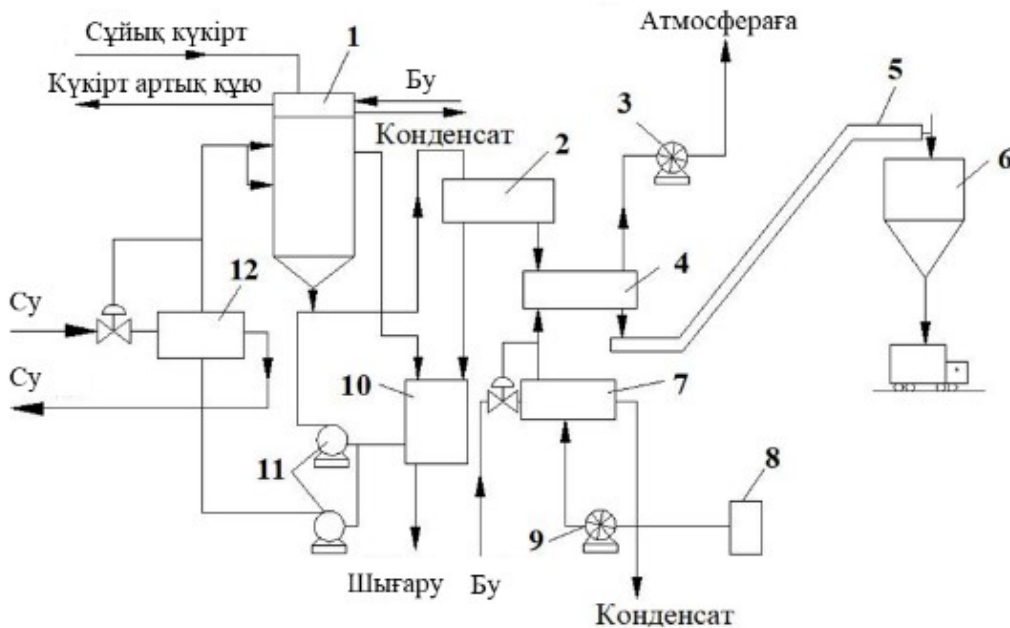 Сұйық күкірт
1
Атмосфераға
Күкірт артық құю
Бу
5
3
Конденсат
2
6
4
12
Су
Су
10
7
11
8
9
Шығару
Бу
Конденсат